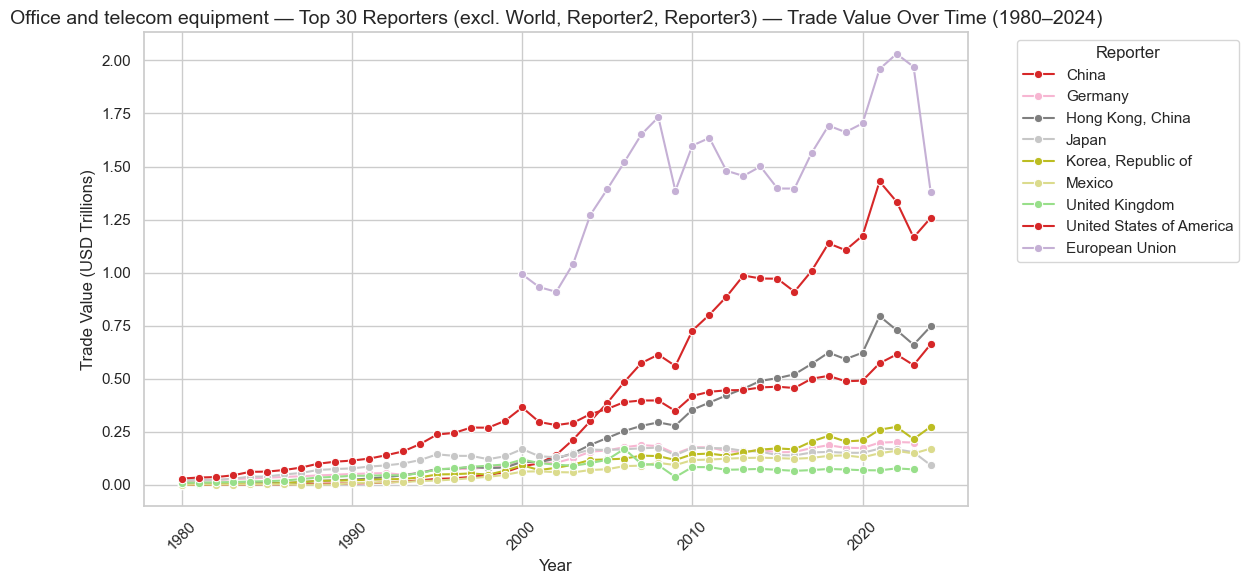 Office and telecom equipment — Top 30 Reporters (excl. World, Reporter2, Reporter3) — Trade Value Over Time (1980–2024)
Trade Value (USD Trillions)
2.00
1.75
1.50
1.25
1.00
0.75
0.50
0.25
0.00
1980
1990
2000
2010
2020
Year
Reporter
China
Germany
Hong Kong, China
Japan
Korea, Republic of
Mexico
United Kingdom
United States of America
European Union